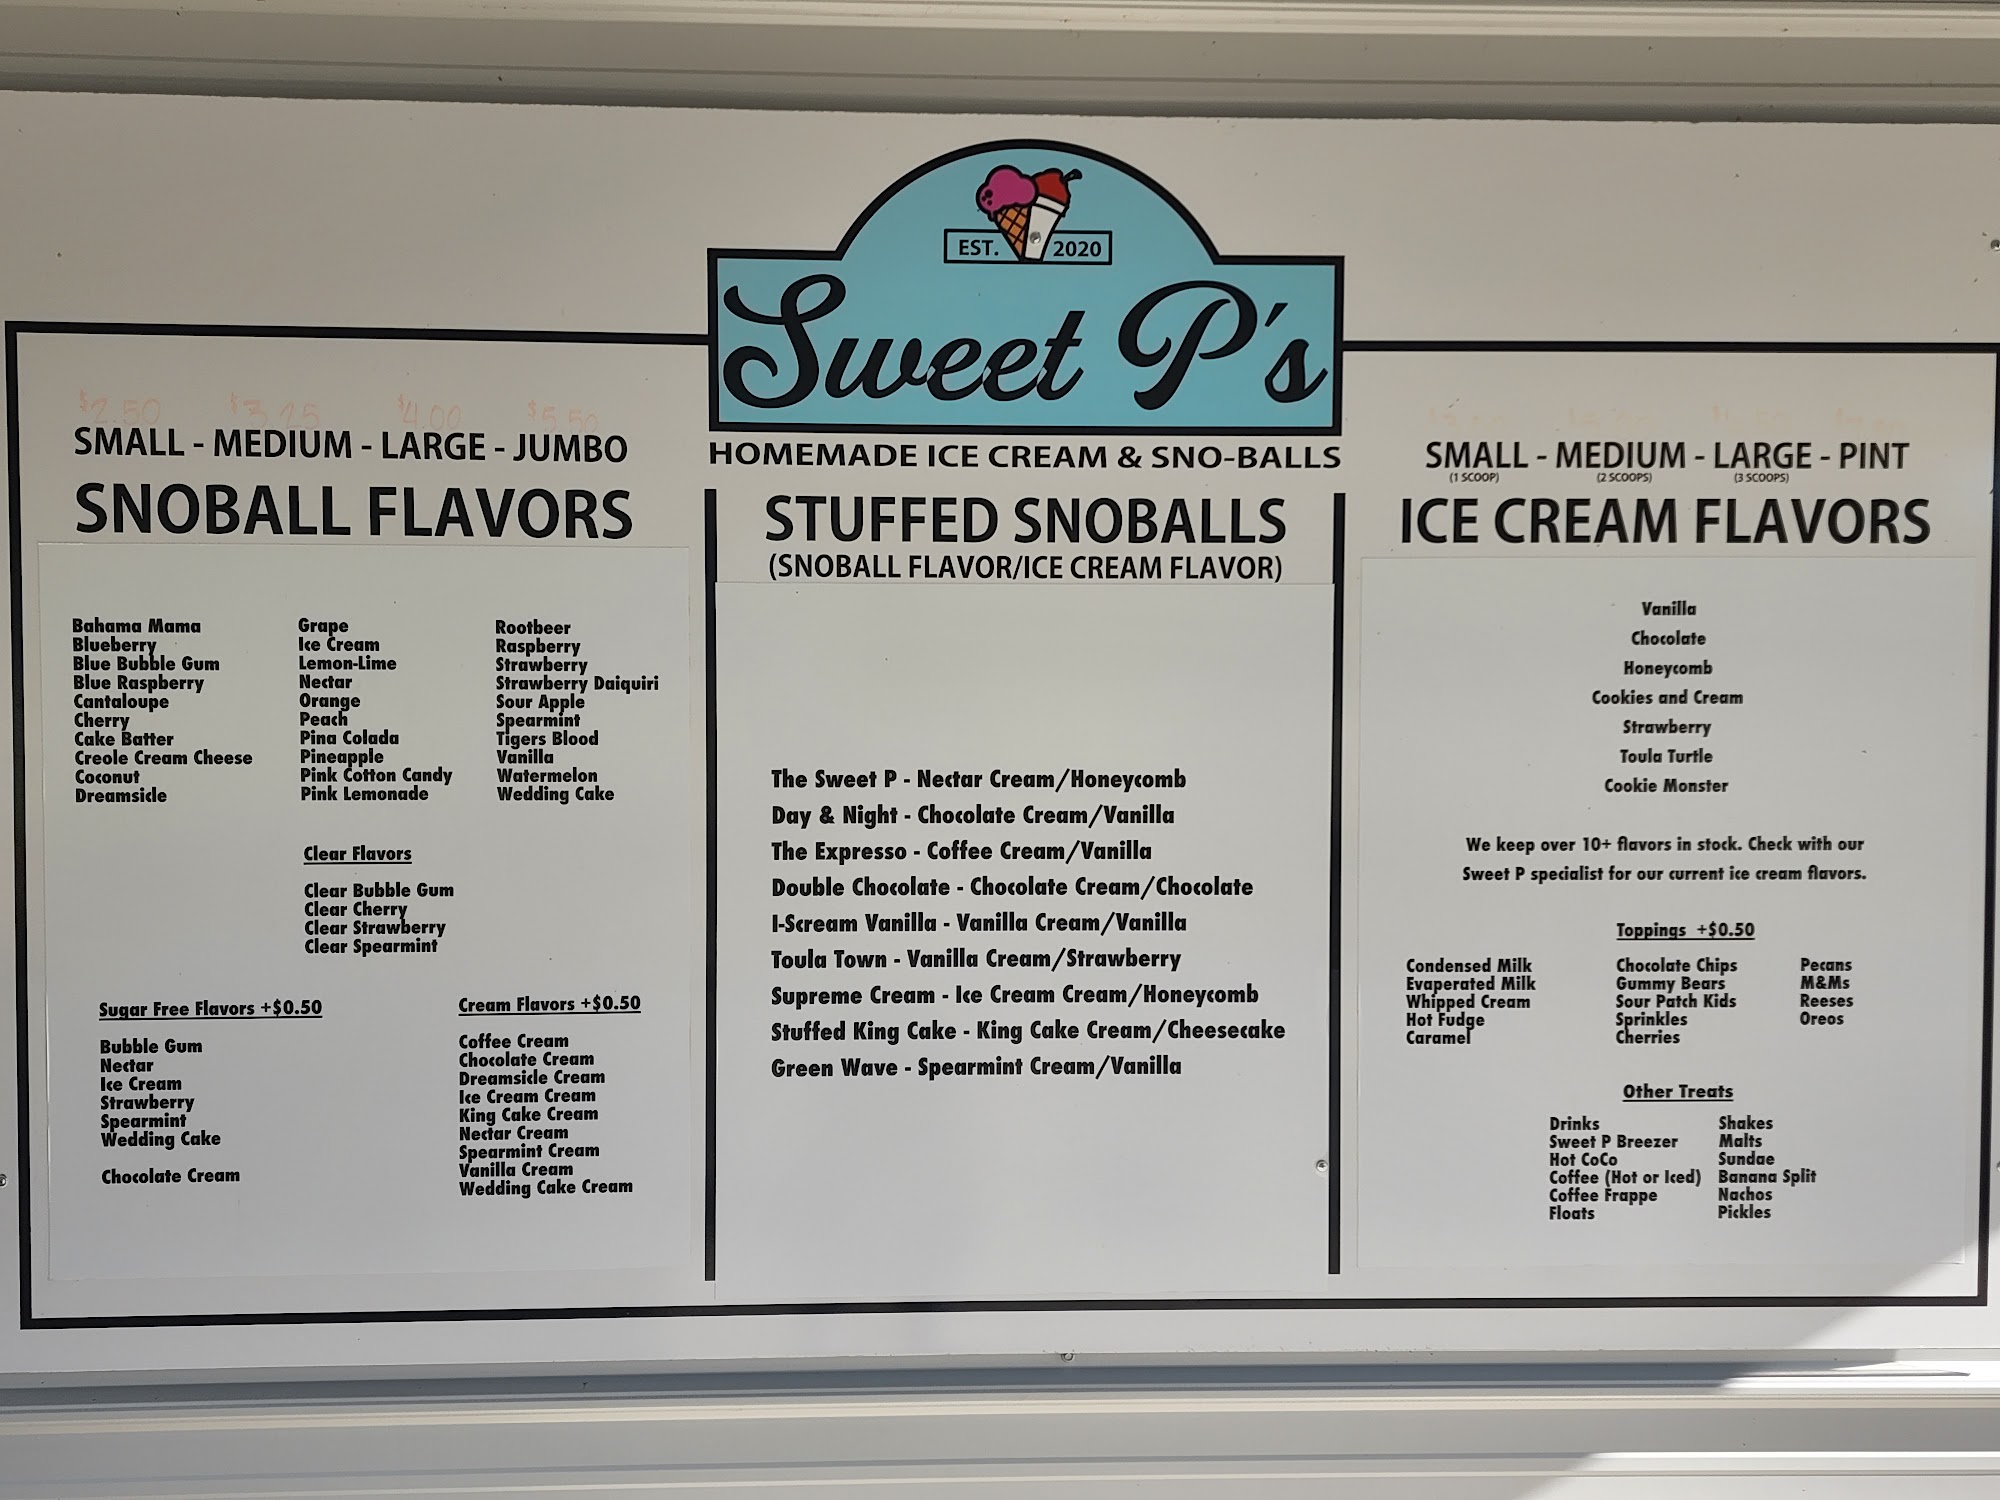 EST. 2020
Sweet P's
HOMEMADE ICE CREAM & SNO-BALLS
$2.50 $3.25 $4.00 $5.50
SMALL - MEDIUM - LARGE - JUMBO
SNOBALL FLAVORS
Bahama Mama
Blueberry
Blue Bubble Gum
Blue Raspberry
Cantaloupe
Cherry
Cake Batter
Creole Cream Cheese
Coconut
Dreamsicle
Grape
Ice Cream
Lemon-Lime
Nectar
Orange
Peach
Pina Colada
Pineapple
Pink Cotton Candy
Pink Lemonade
Rootbeer
Raspberry
Strawberry
Strawberry Daiquiri
Sour Apple
Spearmint
Tigers Blood
Vanilla
Watermelon
Wedding Cake
Clear Flavors
Clear Bubble Gum
Clear Cherry
Clear Strawberry
Clear Spearmint
Sugar Free Flavors +$0.50
Bubble Gum
Nectar
Ice Cream
Strawberry
Spearmint
Wedding Cake
Chocolate Cream
Cream Flavors +$0.50
Coffee Cream
Chocolate Cream
Dreamsicle Cream
Ice Cream Cream
King Cake Cream
Nectar Cream
Spearmint Cream
Vanilla Cream
Wedding Cake Cream
STUFFED SNOBALLS
(SNOBALL FLAVOR/ICE CREAM FLAVOR)
The Sweet P - Nectar Cream/Honeycomb
Day & Night - Chocolate Cream/Vanilla
The Expresso - Coffee Cream/Vanilla
Double Chocolate - Chocolate Cream/Chocolate
I-Scream Vanilla - Vanilla Cream/Vanilla
Toula Town - Vanilla Cream/Strawberry
Supreme Cream - Ice Cream Cream/Honeycomb
Stuffed King Cake - King Cake Cream/Cheesecake
Green Wave - Spearmint Cream/Vanilla
SMALL - MEDIUM - LARGE - PINT
(1 SCOOP) (2 SCOOPS) (3 SCOOPS)
ICE CREAM FLAVORS
Vanilla
Chocolate
Honeycomb
Cookies and Cream
Strawberry
Toula Turtle
Cookie Monster
We keep over 10+ flavors in stock. Check with our
Sweet P specialist for our current ice cream flavors.
Toppings +$0.50
Condensed Milk
Evaperated Milk
Whipped Cream
Hot Fudge
Caramel
Chocolate Chips
Gummy Bears
Sour Patch Kids
Sprinkles
Cherries
Pecans
M&Ms
Reeses
Oreos
Other Treats
Drinks
Sweet P Breezer
Hot CoCo
Coffee (Hot or Iced)
Coffee Frappe
Floats
Shakes
Malts
Sundae
Banana Split
Nachos
Pickles